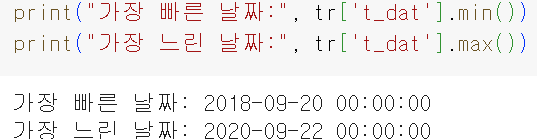 print("가장 빠른 날짜:", tr['t_dat'].min())
print("가장 느린 날짜:", tr['t_dat'].max())
가장 빠른 날짜: 2018-09-20 00:00:00
가장 느린 날짜: 2020-09-22 00:00:00